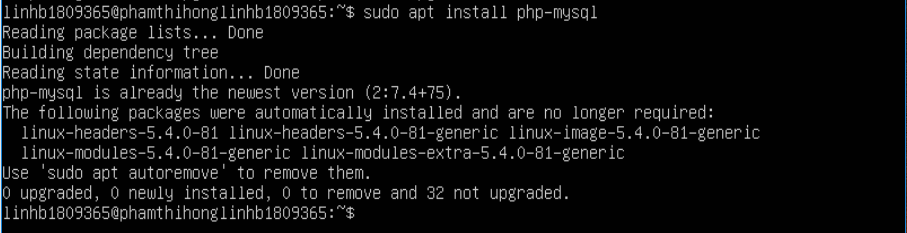 linhb1809365@phamthihonglinhb1809365:~$ sudo apt install php-mysql
Reading package lists... Done
Building dependency tree
Reading state information... Done
php-mysql is already the newest version (2:7.4+75).
The following packages were automatically installed and are no longer required:
  linux-headers-5.4.0-81 linux-headers-5.4.0-81-generic linux-image-5.4.0-81-generic
  linux-modules-5.4.0-81-generic linux-modules-extra-5.4.0-81-generic
Use 'sudo apt autoremove' to remove them.
0 upgraded, 0 newly installed, 0 to remove and 32 not upgraded.
linhb1809365@phamthihonglinhb1809365:~$